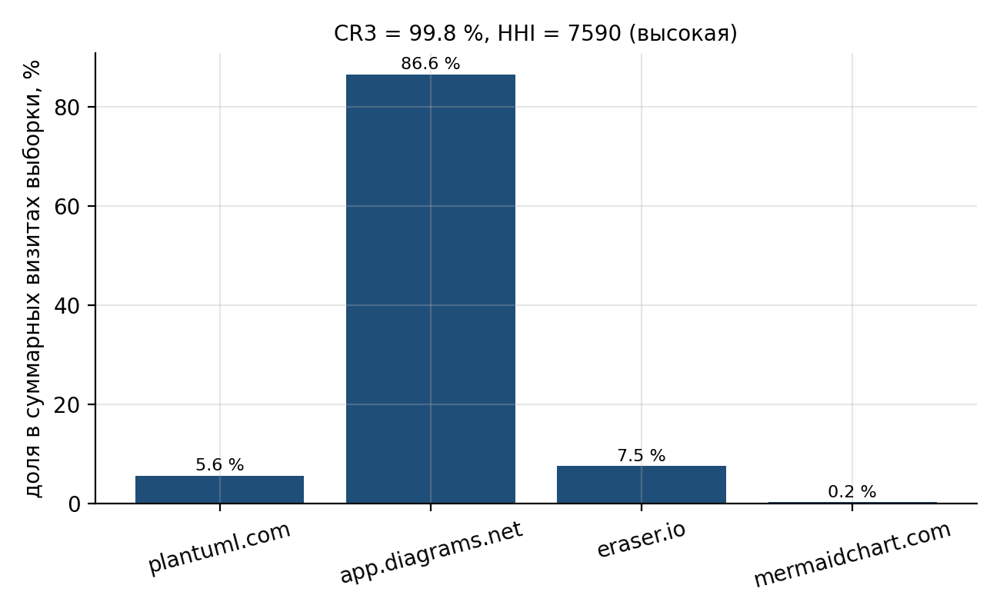 CR3 = 99.8 %, HHI = 7590 (высокая)
доля в суммарных визитах выборки, %
80
60
40
20
0
5.6 %
86.6 %
7.5 %
0.2 %
plantuml.com
app.diagrams.net
eraser.io
mermaidchart.com